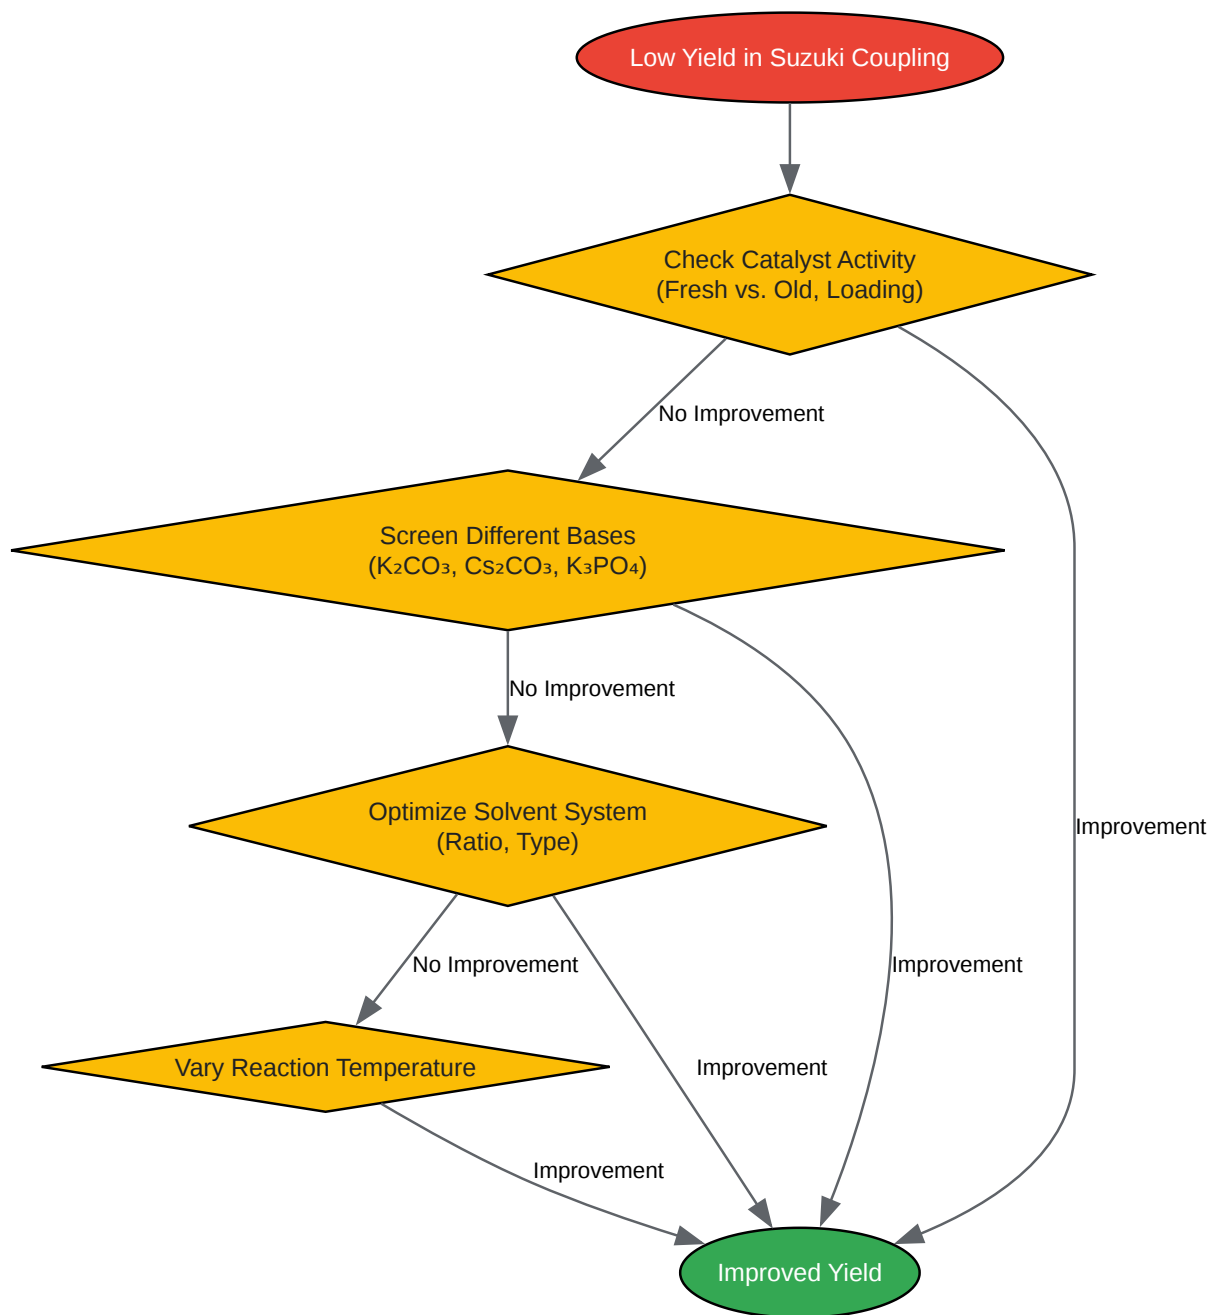 Low Yield in Suzuki Coupling
Check Catalyst Activity
(Fresh vs. Old, Loading)
No Improvement
Screen Different Bases
(K₂CO₃, Cs₂CO₃, K₃PO₄)
No Improvement
Optimize Solvent System
(Ratio, Type)
Improvement
No Improvement
Improvement
Vary Reaction Temperature
Improvement
Improvement
Improved Yield